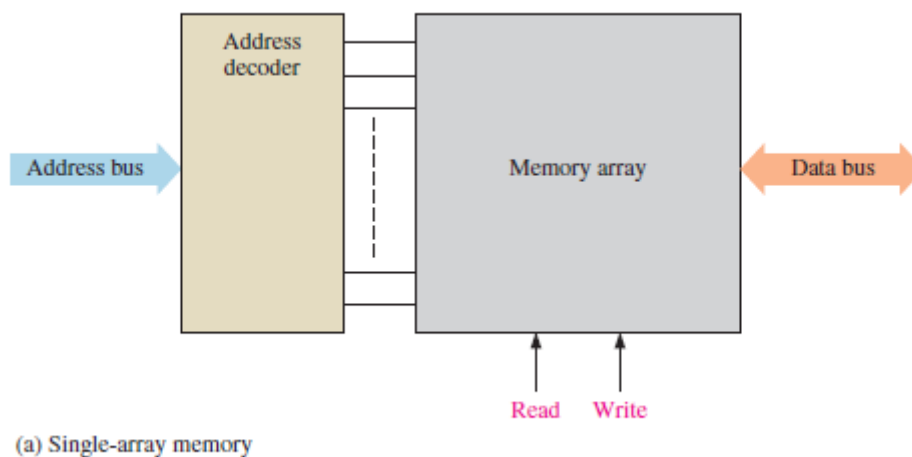 Address
decoder
Address bus
Memory array
Data bus
Read
Write
(a) Single-array memory